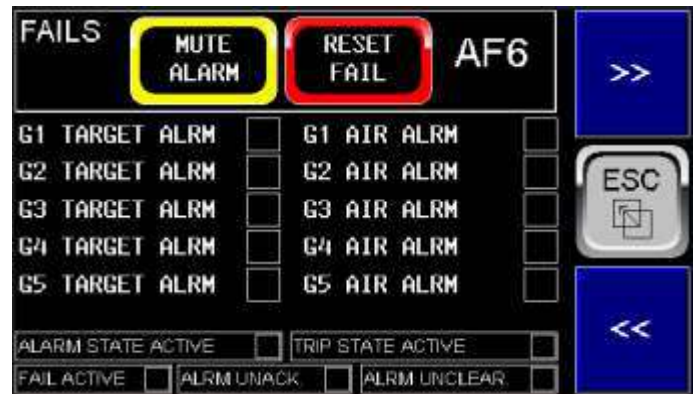 FAILS
MUTE
ALARM
RESET
FAIL
AF6
>>
G1 TARGET ALRM
G1 AIR ALRM
G2 TARGET ALRM
G2 AIR ALRM
ESC
G3 TARGET ALRM
G3 AIR ALRM
G4 TARGET ALRM
G4 AIR ALRM
G5 TARGET ALRM
G5 AIR ALRM
<<
ALARM STATE ACTIVE
TRIP STATE ACTIVE
FAIL ACTIVE
ALRM UNACK
ALRM UNCLEAR.